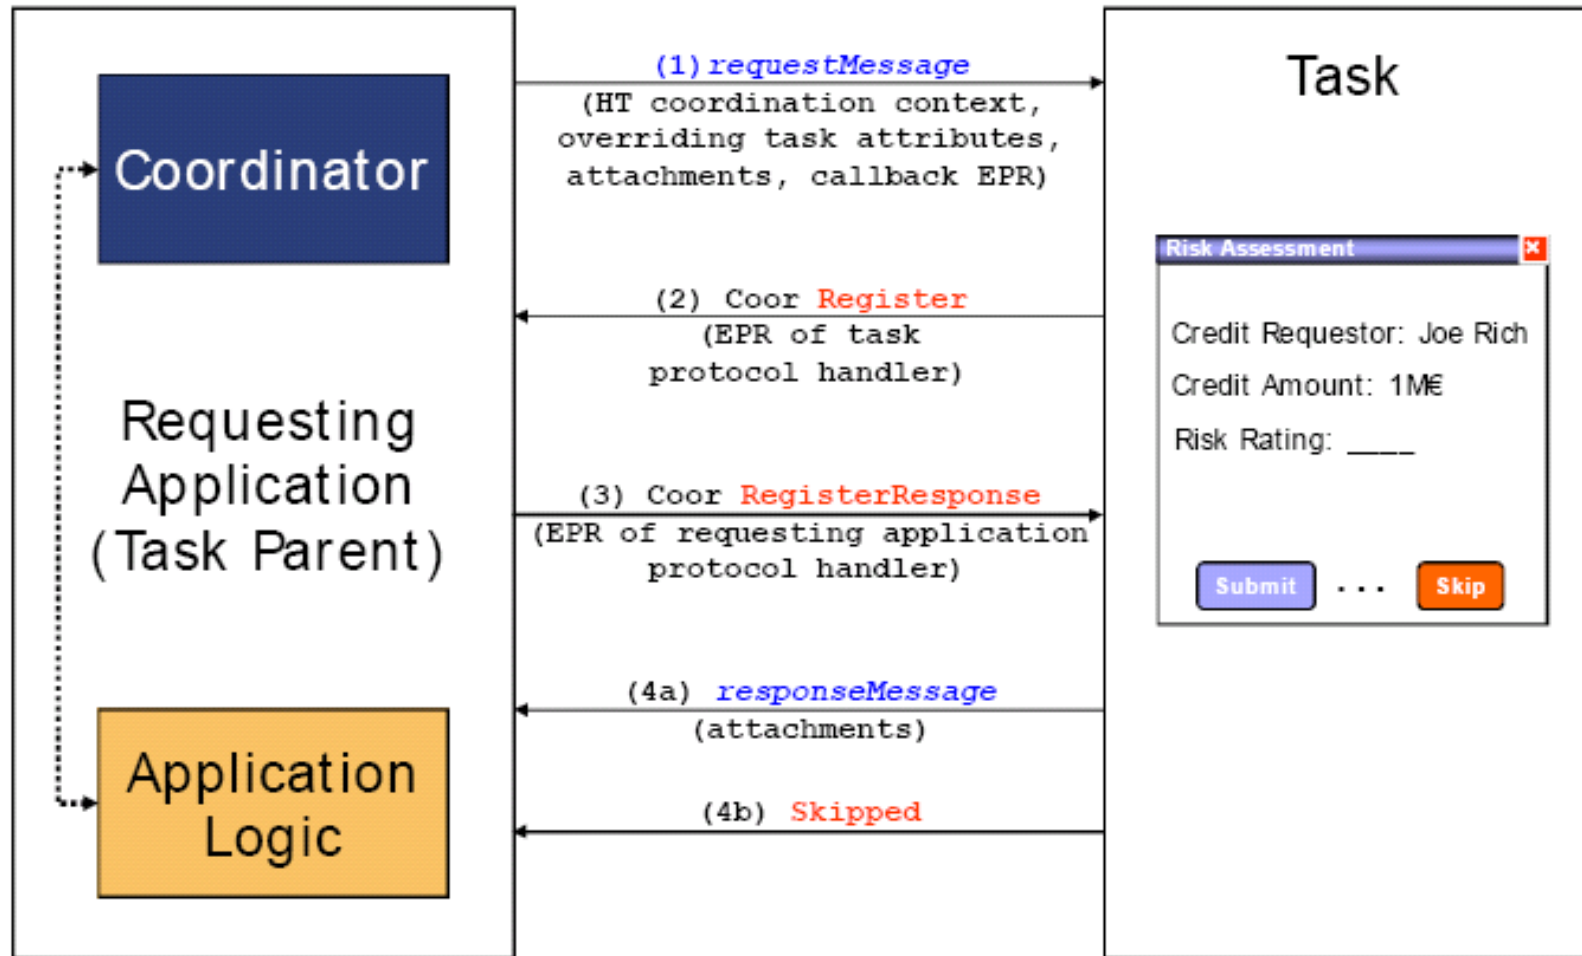 Coordinator
Requesting
Application
(Task Parent)
Application
Logic
(1) requestMessage
(HT coordination context,
overriding task attributes,
attachments, callback EPR)
(2) Coor Register
(EPR of task
protocol handler)
(3) Coor RegisterResponse
(EPR of requesting application
protocol handler)
(4a) responseMessage
(attachments)
(4b) Skipped
Task
Risk Assessment
Credit Requestor: Joe Rich
Credit Amount: 1M€
Risk Rating: ____
Submit ... Skip